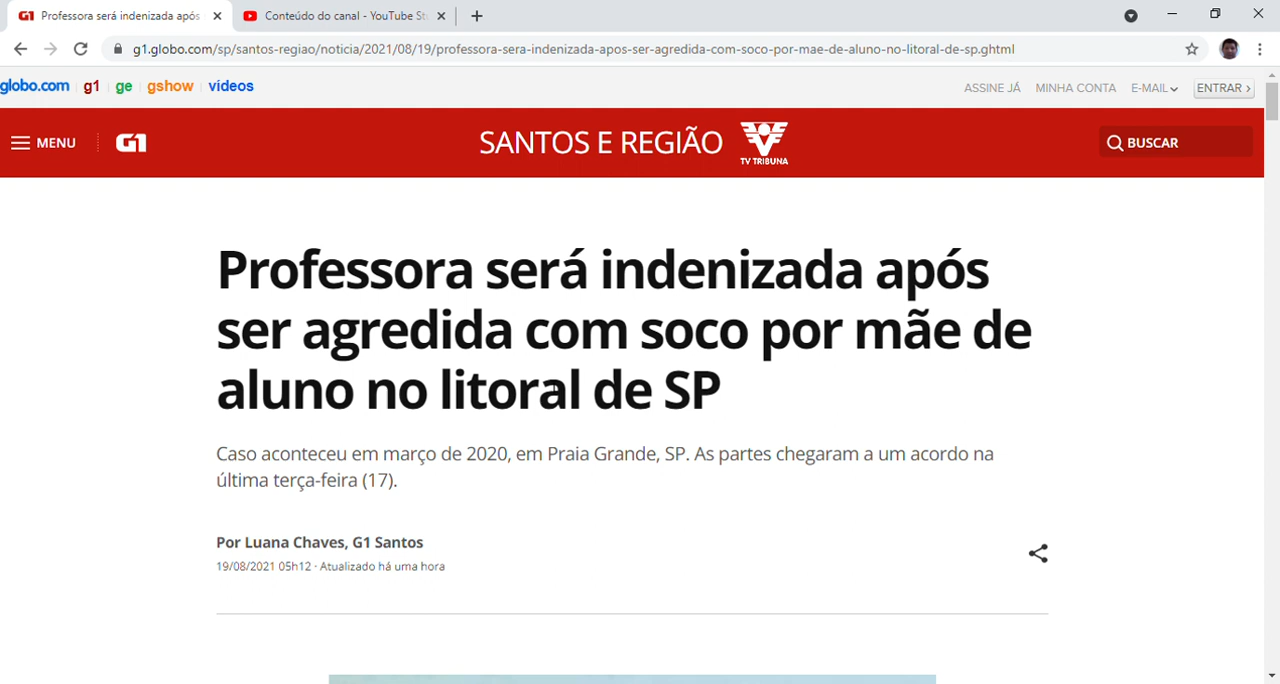 Professora será indenizada após
Conteúdo do canal - YouTube St
g1.globo.com/sp/santos-regiao/noticia/2021/08/19/professora-sera-indenizada-apos-ser-agredida-com-soco-por-mae-de-aluno-no-litoral-de-sp.ghtml
globo.com g1 ge gshow videos ASSINE JÁ MINHA CONTA E-MAIL ENTRAR ›
MENU G1 SANTOS E REGIÃO TV TRIBUNA BUSCAR
Professora será indenizada após
ser agredida com soco por mãe de
aluno no litoral de SP
Caso aconteceu em março de 2020, em Praia Grande, SP. As partes chegaram a um acordo na
última terça-feira (17).
Por Luana Chaves, G1 Santos
19/08/2021 05h12 · Atualizado há uma hora